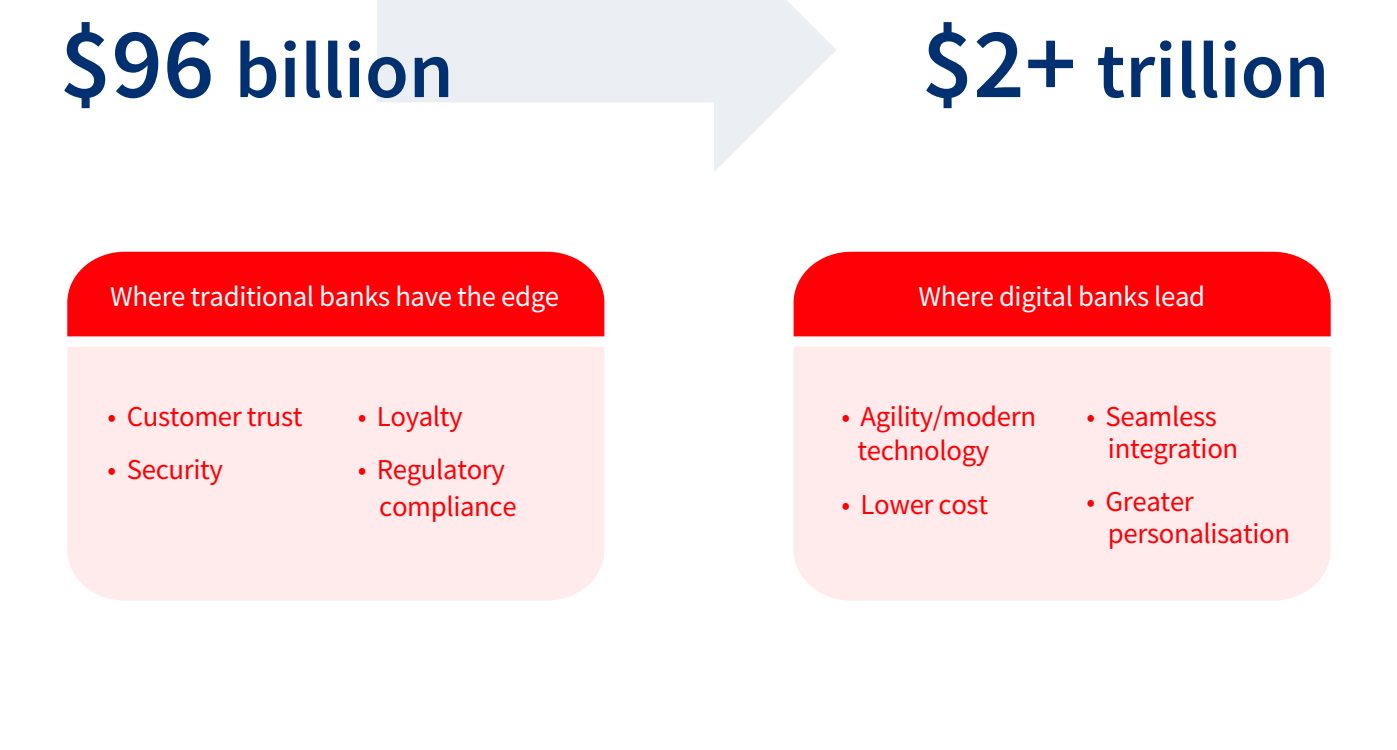 $96 billion
$2+ trillion
Where traditional banks have the edge
• Customer trust
• Security
• Loyalty
• Regulatory
compliance
Where digital banks lead
• Agility/modern
technology
• Lower cost
• Seamless
integration
• Greater
personalisation